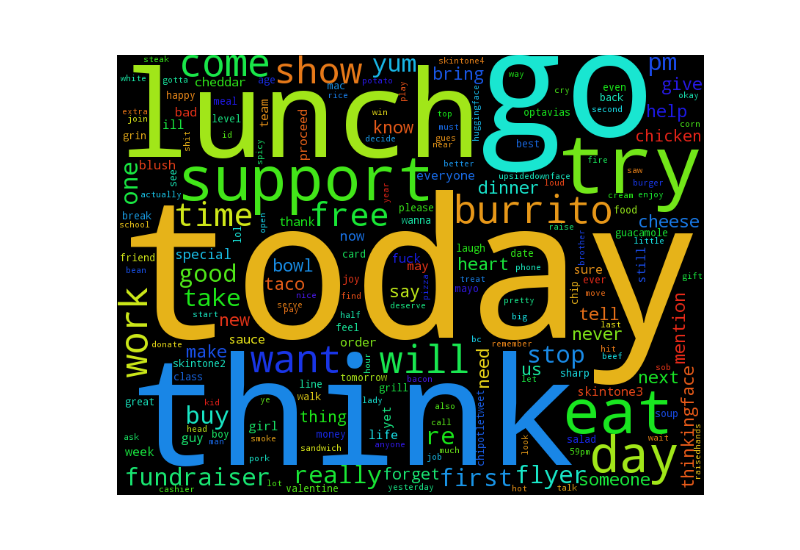 steak
come
skintone4
white
gotta
cheddar
age
show
mac
rice
potato
yum
bring
way
pm
lunch
go
cry
even
back
okay
give
extra
join
happy
meal
level
id
team
win
play
top
huggingface
optavias
second
help
corn
grin
ill
bad
shit
proceed
decide
know
must
gues
near
best
chicken
try
blush
see
actually
spicy
everyone
better
upsidedownface
loud
fire
saw
burger
one
support
year
dinner
cream
enjoy
break
school
time
lol
open
thank
free
please
wanna
burrito
raise
food
guacamole
cheese
little
friend
special
now
card
fuck
laugh
date
phone
brother
still
today
bean
good
bowl
joy
may
heart
treat
sure
ever
gift
take
taco
nice
find
say
pizza
mayo
pretty
chip
move
start
new
serve
pay
half
feel
deserve
big
tell
last
work
donate
sauce
order
bc
remember
never
hit
beef
mention
make
want
hour
will
need
stop
skintone2
class
tomorrow
grill
bacon
us
let
sharp
next
sob
think
great
kid
ye
line
walk
lady
also
chipotletweet
skintone3
eat
soup
buy
head
girl
thing
yet
call
ask
guy
boy
man
smoke
money
anyone
life
re
look
salad
wait
week
pork
sandwich
job
much
59pm
day
thinkingface
raisedhands
fundraiser
really
forget
first
flyer
someone
cashier
lot
valentine
yesterday
hot
talk